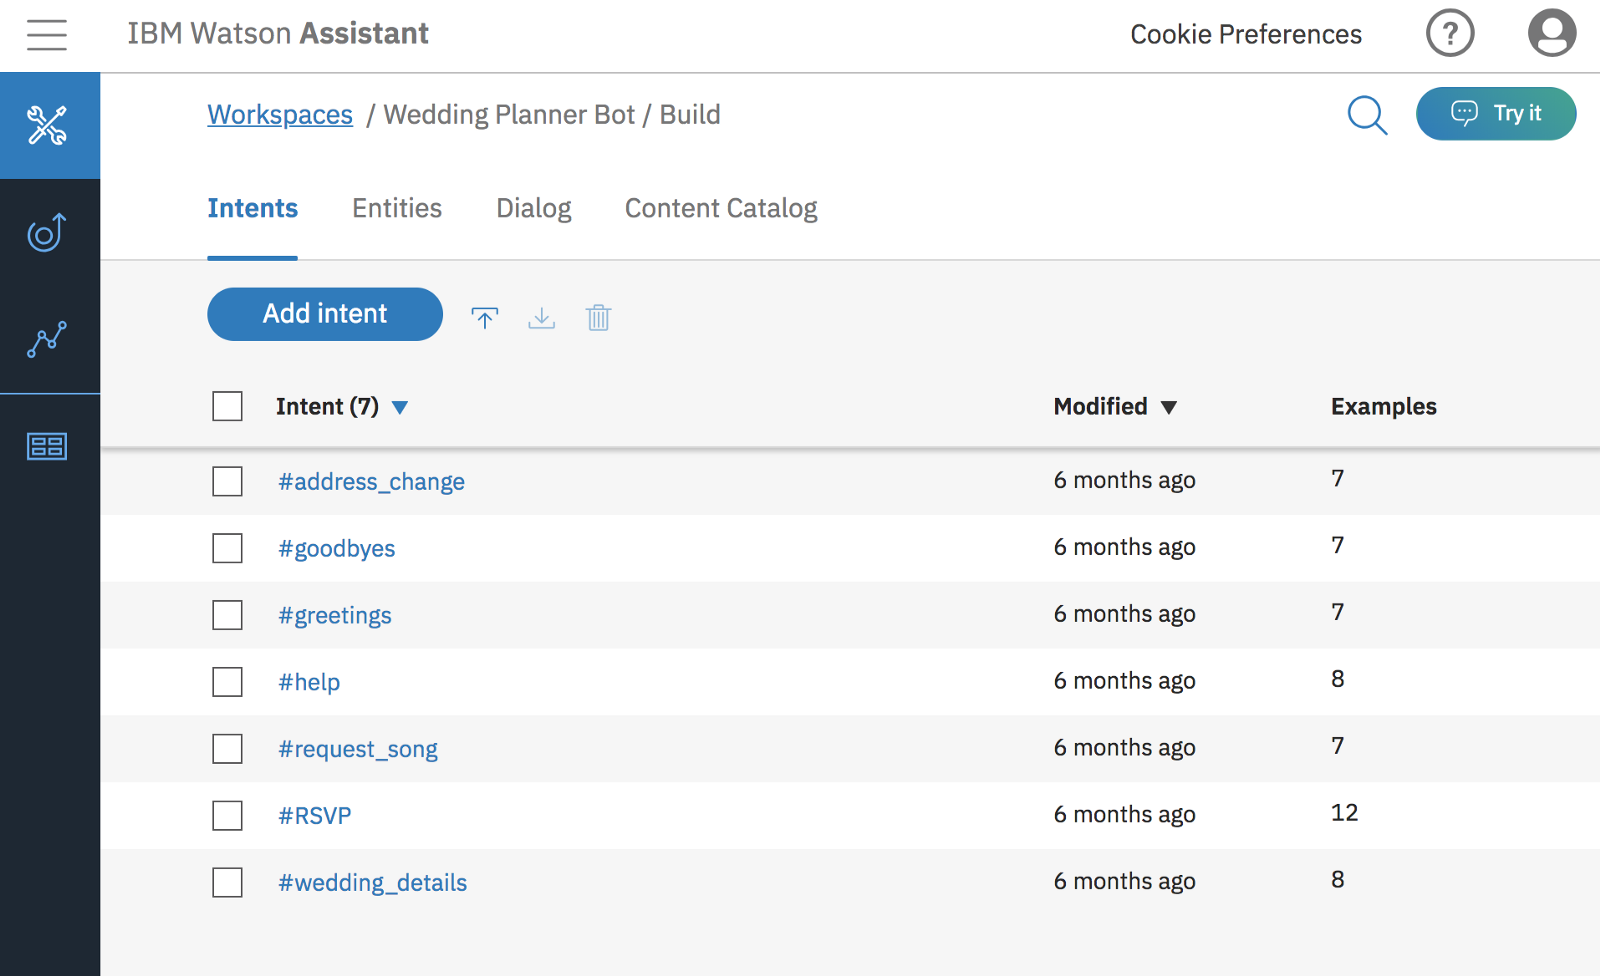 IBM Watson Assistant
Cookie Preferences
?
Workspaces / Wedding Planner Bot / Build
Try it
Intents Entities Dialog Content Catalog
Add intent
Intent (7) Modified Examples
#address_change 6 months ago 7
#goodbyes 6 months ago 7
#greetings 6 months ago 7
#help 6 months ago 8
#request_song 6 months ago 7
#RSVP 6 months ago 12
#wedding_details 6 months ago 8